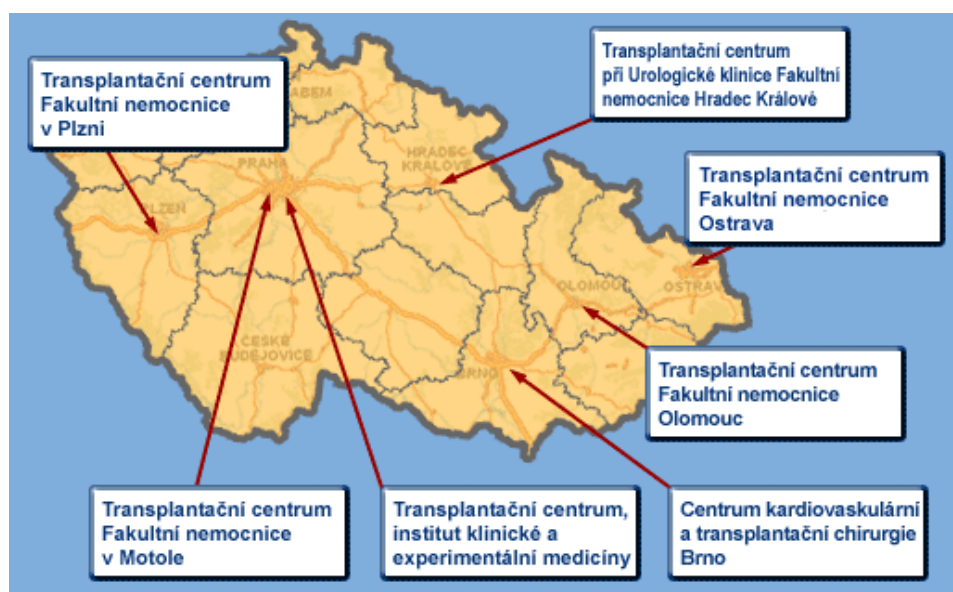 Transplantační centrum
Fakultní nemocnice
v Plzni
Transplantační centrum
při Urologické klinice Fakultní
nemocnice Hradec Králové
Transplantační centrum
Fakultní nemocnice
Ostrava
ABEM
PRAHA
HRADEC
KRÁLOVÉ
PLZEŇ
OLOMOUC
OSTRAV
ČESKÉ
BUDĚJOVICE
BRNO
Transplantační centrum
Fakultní nemocnice
Olomouc
Transplantační centrum
Fakultní nemocnice
v Motole
Transplantační centrum,
institut klinické a
experimentální medicíny
Centrum kardiovaskulární
a transplantační chirurgie
Brno